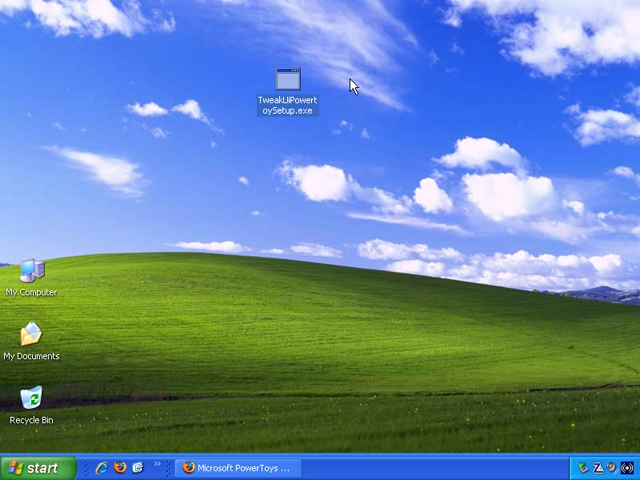 TweakUiPowert
oySetup.exe
My Computer
My Documents
Recycle Bin
start
Microsoft PowerToys ...